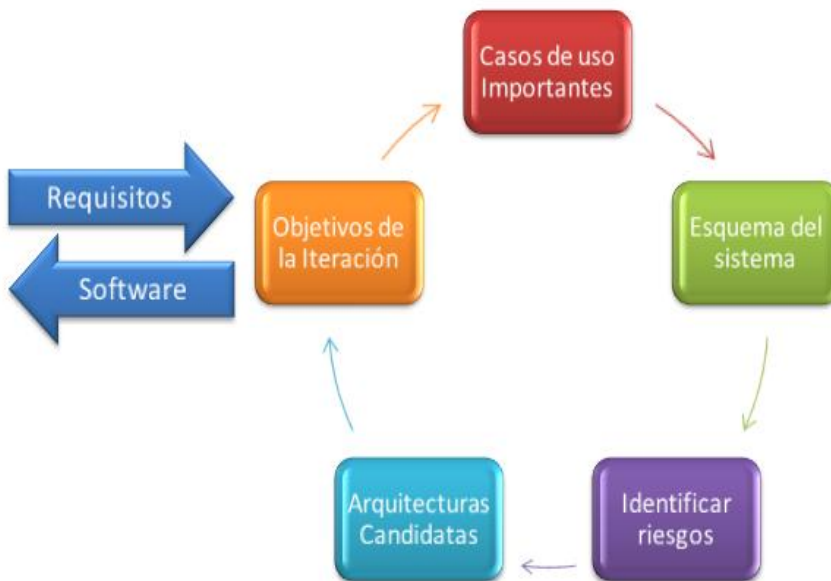 Casos de uso
Importantes
Requisitos
Software
Objetivos de
la Iteración
Esquema del
sistema
Arquitecturas
Candidatas
Identificar
riesgos